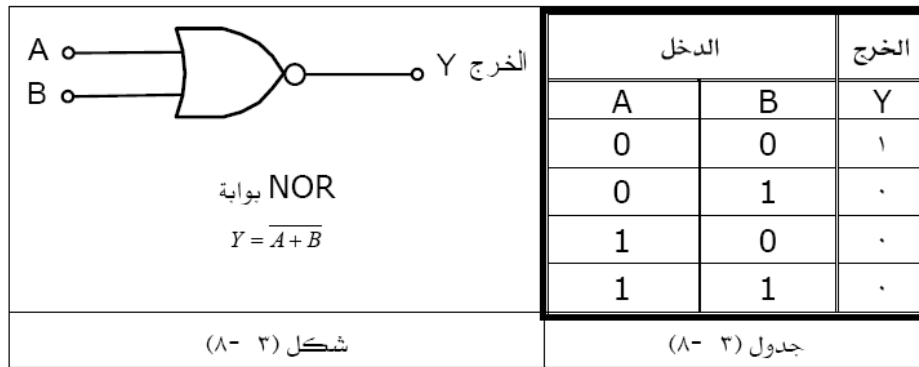 A
B
Y الخرج
بوابة NOR
Y = \overline{A + B}
شكل (٣ -٨)
الدخل الخرج
A B Y
0 0 ١
0 1 ٠
1 0 ٠
1 1 ٠
جدول (٣ -٨)